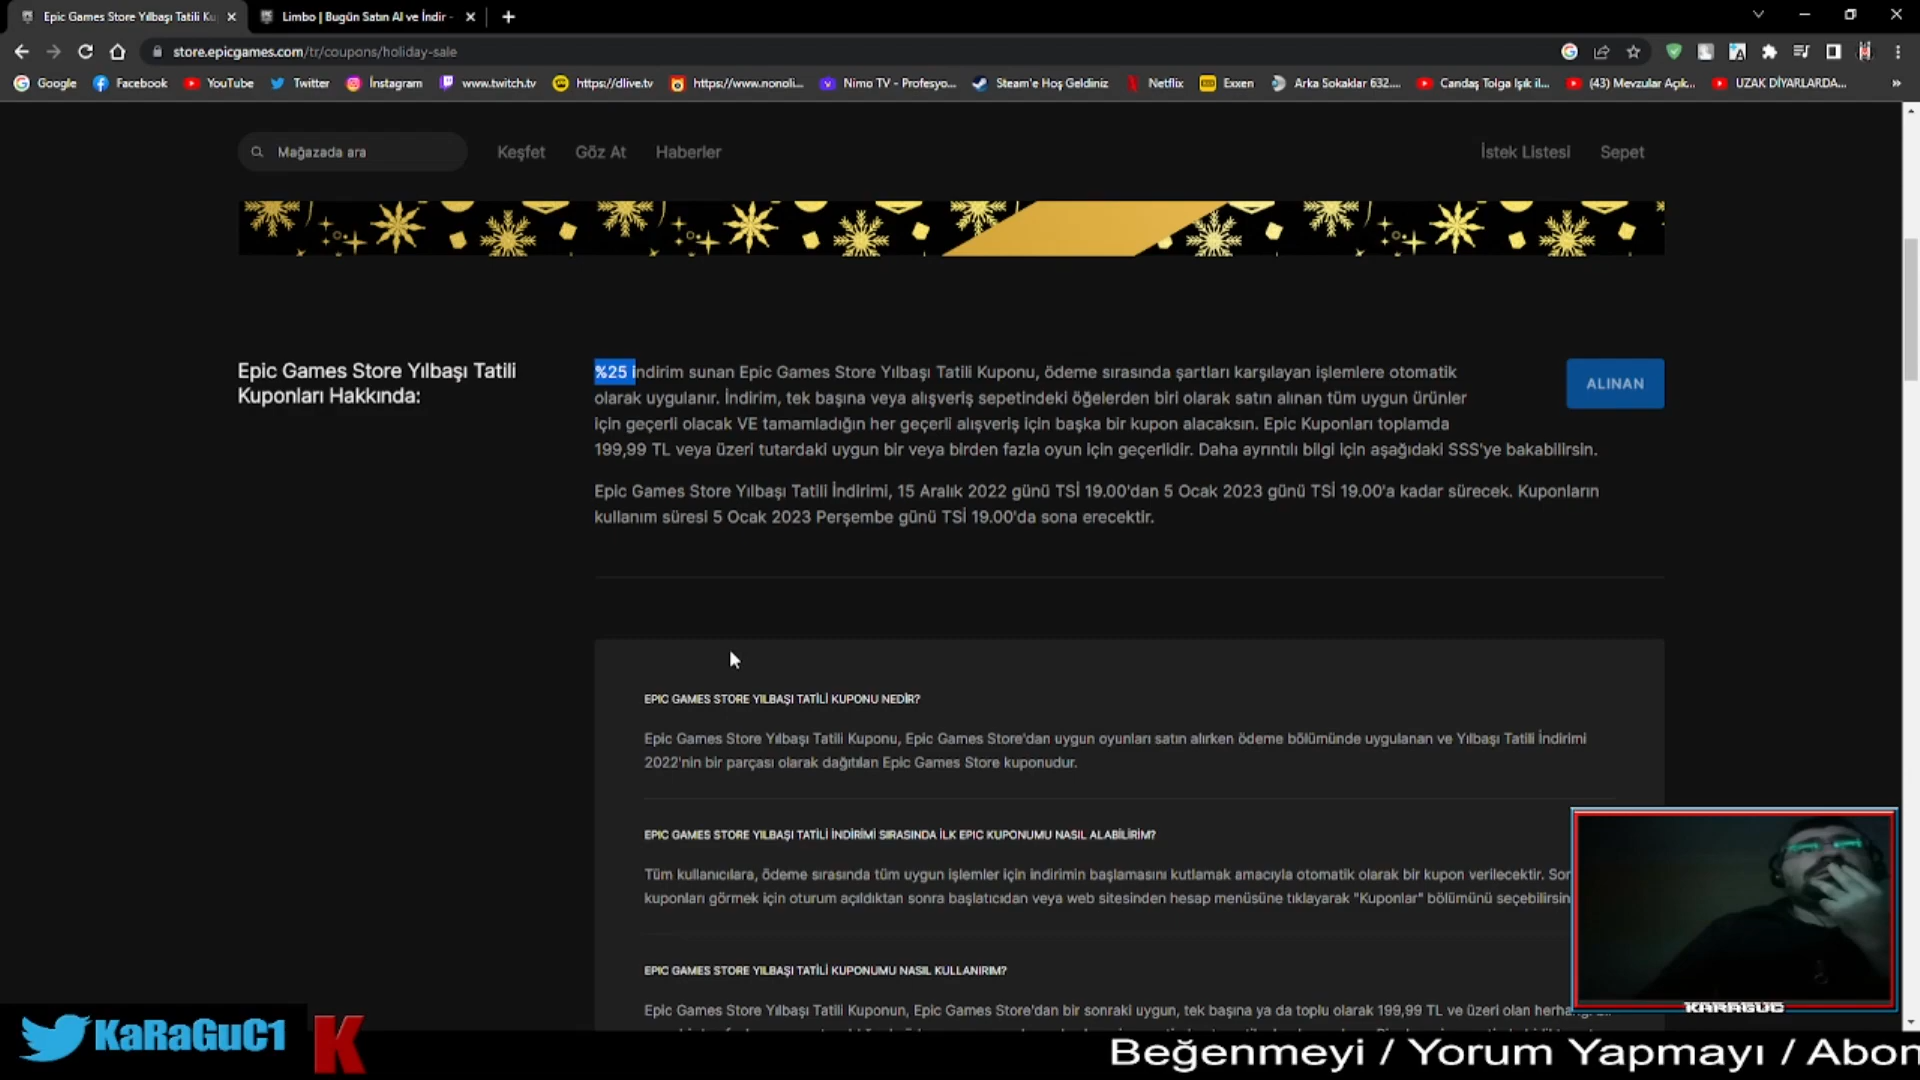 Epic Games Store Yılbaşı Tatili Ku
Limbo | Bugün Satın Al ve İndir -
store.epicgames.com/tr/coupons/holiday-sale
Google
Facebook
YouTube
Twitter
İnstagram
www.twitch.tv
https://dlive.tv
https://www.nonoli...
Nimo TV - Profesyo...
Steam'e Hoş Geldiniz
Netflix
Exxen
Arka Sokaklar 632....
Candaş Tolga Işık il...
(43) Mevzular Açık...
UZAK DİYARLARDA...
Mağazada ara
Keşfet
Göz At
Haberler
İstek Listesi
Sepet
Epic Games Store Yılbaşı Tatili
Kuponları Hakkında:
%25 indirim sunan Epic Games Store Yılbaşı Tatili Kuponu, ödeme sırasında şartları karşılayan işlemlere otomatik
olarak uygulanır. İndirim, tek başına veya alışveriş sepetindeki öğelerden biri olarak satın alınan tüm uygun ürünler
için geçerli olacak VE tamamladığın her geçerli alışveriş için başka bir kupon alacaksın. Epic Kuponları toplamda
199,99 TL veya üzeri tutardaki uygun bir veya birden fazla oyun için geçerlidir. Daha ayrıntılı bilgi için aşağıdaki SSS'ye bakabilirsin.
ALINAN
Epic Games Store Yılbaşı Tatili İndirimi, 15 Aralık 2022 günü TSİ 19.00'dan 5 Ocak 2023 günü TSİ 19.00'a kadar sürecek. Kuponların
kullanım süresi 5 Ocak 2023 Perşembe günü TSİ 19.00'da sona erecektir.
EPIC GAMES STORE YILBAŞI TATİLİ KUPONU NEDİR?
Epic Games Store Yılbaşı Tatili Kuponu, Epic Games Store'dan uygun oyunları satın alırken ödeme bölümünde uygulanan ve Yılbaşı Tatili İndirimi
2022'nin bir parçası olarak dağıtılan Epic Games Store kuponudur.
EPIC GAMES STORE YILBAŞI TATİLİ İNDİRİMİ SIRASINDA İLK EPIC KUPONUMU NASIL ALABİLİRİM?
Tüm kullanıcılara, ödeme sırasında tüm uygun işlemler için indirimin başlamasını kutlamak amacıyla otomatik olarak bir kupon verilecektir. Sor
kuponları görmek için oturum açıldıktan sonra başlatıcıdan veya web sitesinden hesap menüsüne tıklayarak "Kuponlar" bölümünü seçebilirsin
EPIC GAMES STORE YILBAŞI TATİLİ KUPONUMU NASIL KULLANIRIM?
Epic Games Store Yılbaşı Tatili Kuponun, Epic Games Store'dan bir sonraki uygun, tek başına ya da toplu olarak 199,99 TL ve üzeri olan
KARAGUC
KaRaGuC1
K
Beğenmeyi / Yorum Yapmayı / Abon